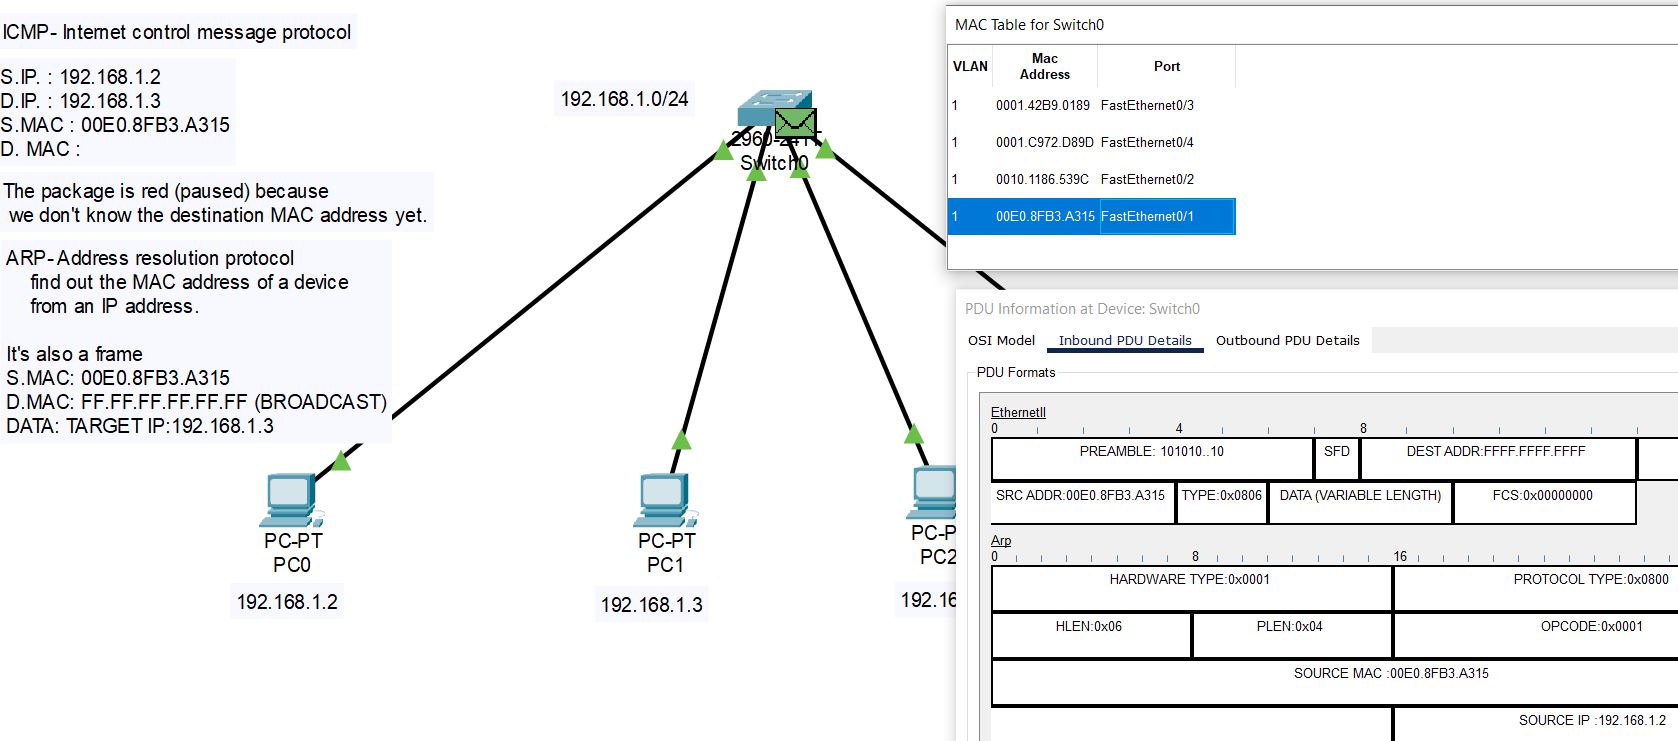 ICMP- Internet control message protocol
S.IP. : 192.168.1.2
D.IP. : 192.168.1.3
S.MAC : 00E0.8FB3.A315
D. MAC :
The package is red (paused) because
we don't know the destination MAC address yet.
ARP- Address resolution protocol
find out the MAC address of a device
from an IP address.
It's also a frame
S.MAC: 00E0.8FB3.A315
D.MAC: FF.FF.FF.FF.FF.FF (BROADCAST)
DATA: TARGET IP:192.168.1.3
192.168.1.0/24
2960-24TT
Switch0
PC-PT
PC0
192.168.1.2
PC-PT
PC1
192.168.1.3
PC-P
PC2
192.16
MAC Table for Switch0
VLAN Mac Address Port
1 0001.42B9.0189 FastEthernet0/3
1 0001.C972.D89D FastEthernet0/4
1 0010.1186.539C FastEthernet0/2
1 00E0.8FB3.A315 FastEthernet0/1
PDU Information at Device: Switch0
OSI Model Inbound PDU Details Outbound PDU Details
PDU Formats
EthernetII
0 4 8
PREAMBLE: 101010..10 SFD DEST ADDR:FFFF.FFFF.FFFF
SRC ADDR:00E0.8FB3.A315 TYPE:0x0806 DATA (VARIABLE LENGTH) FCS:0x00000000
Arp
0 8 16
HARDWARE TYPE:0x0001 PROTOCOL TYPE:0x0800
HLEN:0x06 PLEN:0x04 OPCODE:0x0001
SOURCE MAC :00E0.8FB3.A315
SOURCE IP :192.168.1.2